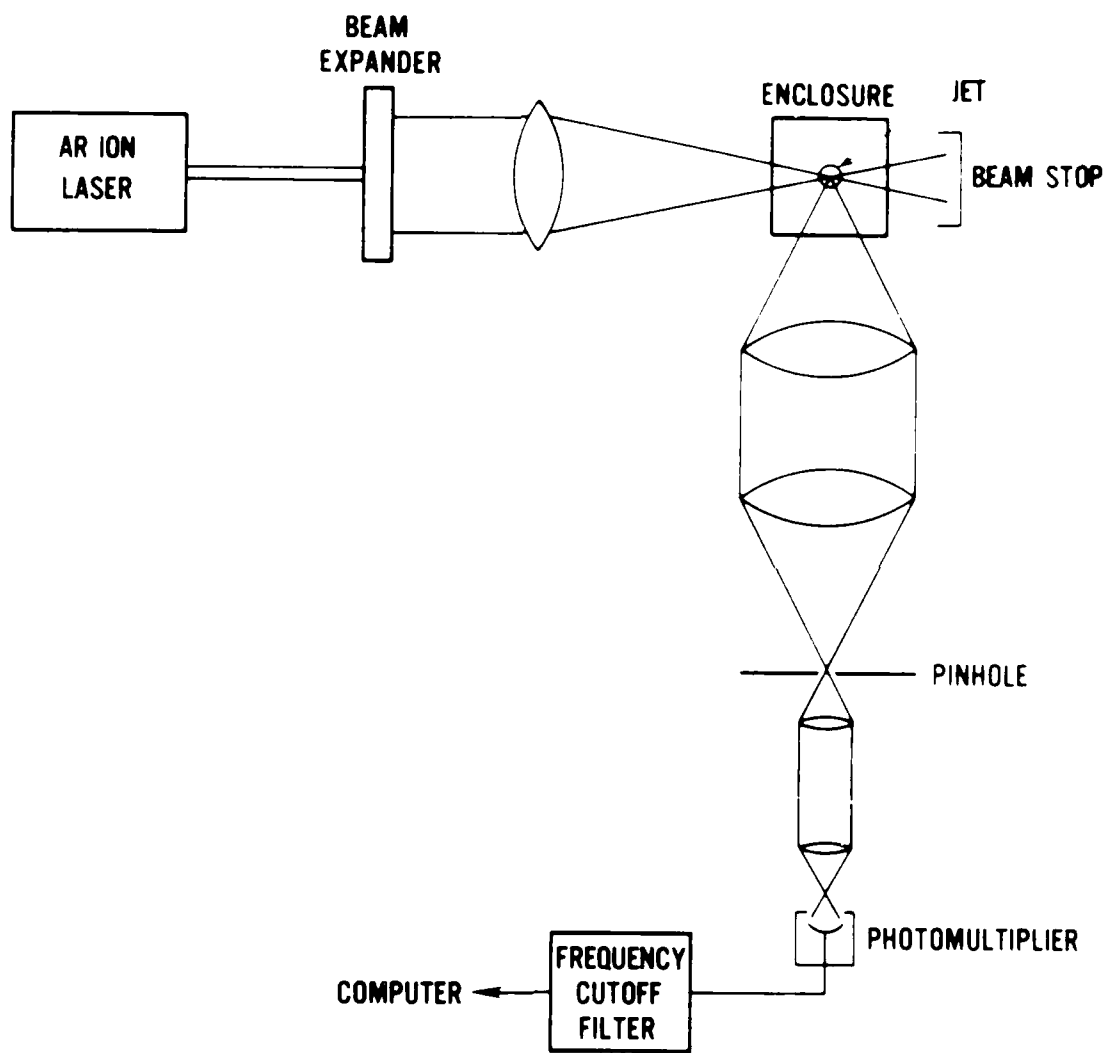 BEAM
EXPANDER
AR ION
LASER
ENCLOSURE
JET
BEAM STOP
PINHOLE
PHOTOMULTIPLIER
FREQUENCY
CUTOFF
FILTER
COMPUTER